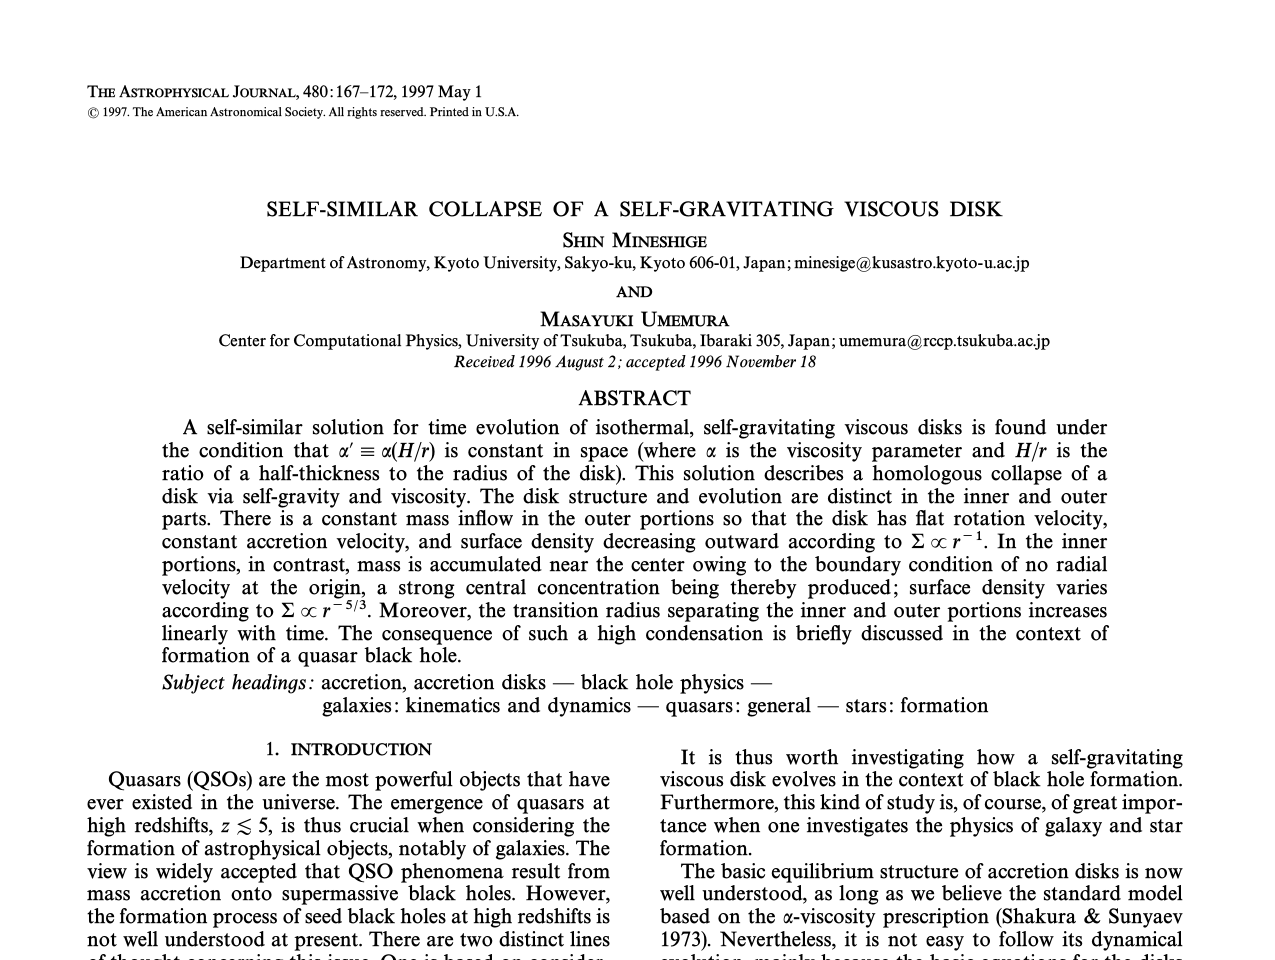 THE ASTROPHYSICAL JOURNAL, 480:167–172, 1997 May 1
© 1997. The American Astronomical Society. All rights reserved. Printed in U.S.A.
SELF-SIMILAR COLLAPSE OF A SELF-GRAVITATING VISCOUS DISK
SHIN MINESHIGE
Department of Astronomy, Kyoto University, Sakyo-ku, Kyoto 606-01, Japan; minesige@kusastro.kyoto-u.ac.jp
AND
MASAYUKI UMEMURA
Center for Computational Physics, University of Tsukuba, Tsukuba, Ibaraki 305, Japan; umemura@rccp.tsukuba.ac.jp
Received 1996 August 2; accepted 1996 November 18
ABSTRACT
A self-similar solution for time evolution of isothermal, self-gravitating viscous disks is found under
the condition that α′ ≡ α(H/r) is constant in space (where α is the viscosity parameter and H/r is the
ratio of a half-thickness to the radius of the disk). This solution describes a homologous collapse of a
disk via self-gravity and viscosity. The disk structure and evolution are distinct in the inner and outer
parts. There is a constant mass inflow in the outer portions so that the disk has flat rotation velocity,
constant accretion velocity, and surface density decreasing outward according to Σ ∝ r⁻¹. In the inner
portions, in contrast, mass is accumulated near the center owing to the boundary condition of no radial
velocity at the origin, a strong central concentration being thereby produced; surface density varies
according to Σ ∝ r⁻⁵/³. Moreover, the transition radius separating the inner and outer portions increases
linearly with time. The consequence of such a high condensation is briefly discussed in the context of
formation of a quasar black hole.
Subject headings: accretion, accretion disks — black hole physics —
galaxies: kinematics and dynamics — quasars: general — stars: formation
1. INTRODUCTION
Quasars (QSOs) are the most powerful objects that have
ever existed in the universe. The emergence of quasars at
high redshifts, z ≲ 5, is thus crucial when considering the
formation of astrophysical objects, notably of galaxies. The
view is widely accepted that QSO phenomena result from
mass accretion onto supermassive black holes. However,
the formation process of seed black holes at high redshifts is
not well understood at present. There are two distinct lines
of thought concerning this issue. One is based on consider-
It is thus worth investigating how a self-gravitating
viscous disk evolves in the context of black hole formation.
Furthermore, this kind of study is, of course, of great impor-
tance when one investigates the physics of galaxy and star
formation.
The basic equilibrium structure of accretion disks is now
well understood, as long as we believe the standard model
based on the α-viscosity prescription (Shakura & Sunyaev
1973). Nevertheless, it is not easy to follow its dynamical
evolution, mainly because the basic equations for the disks